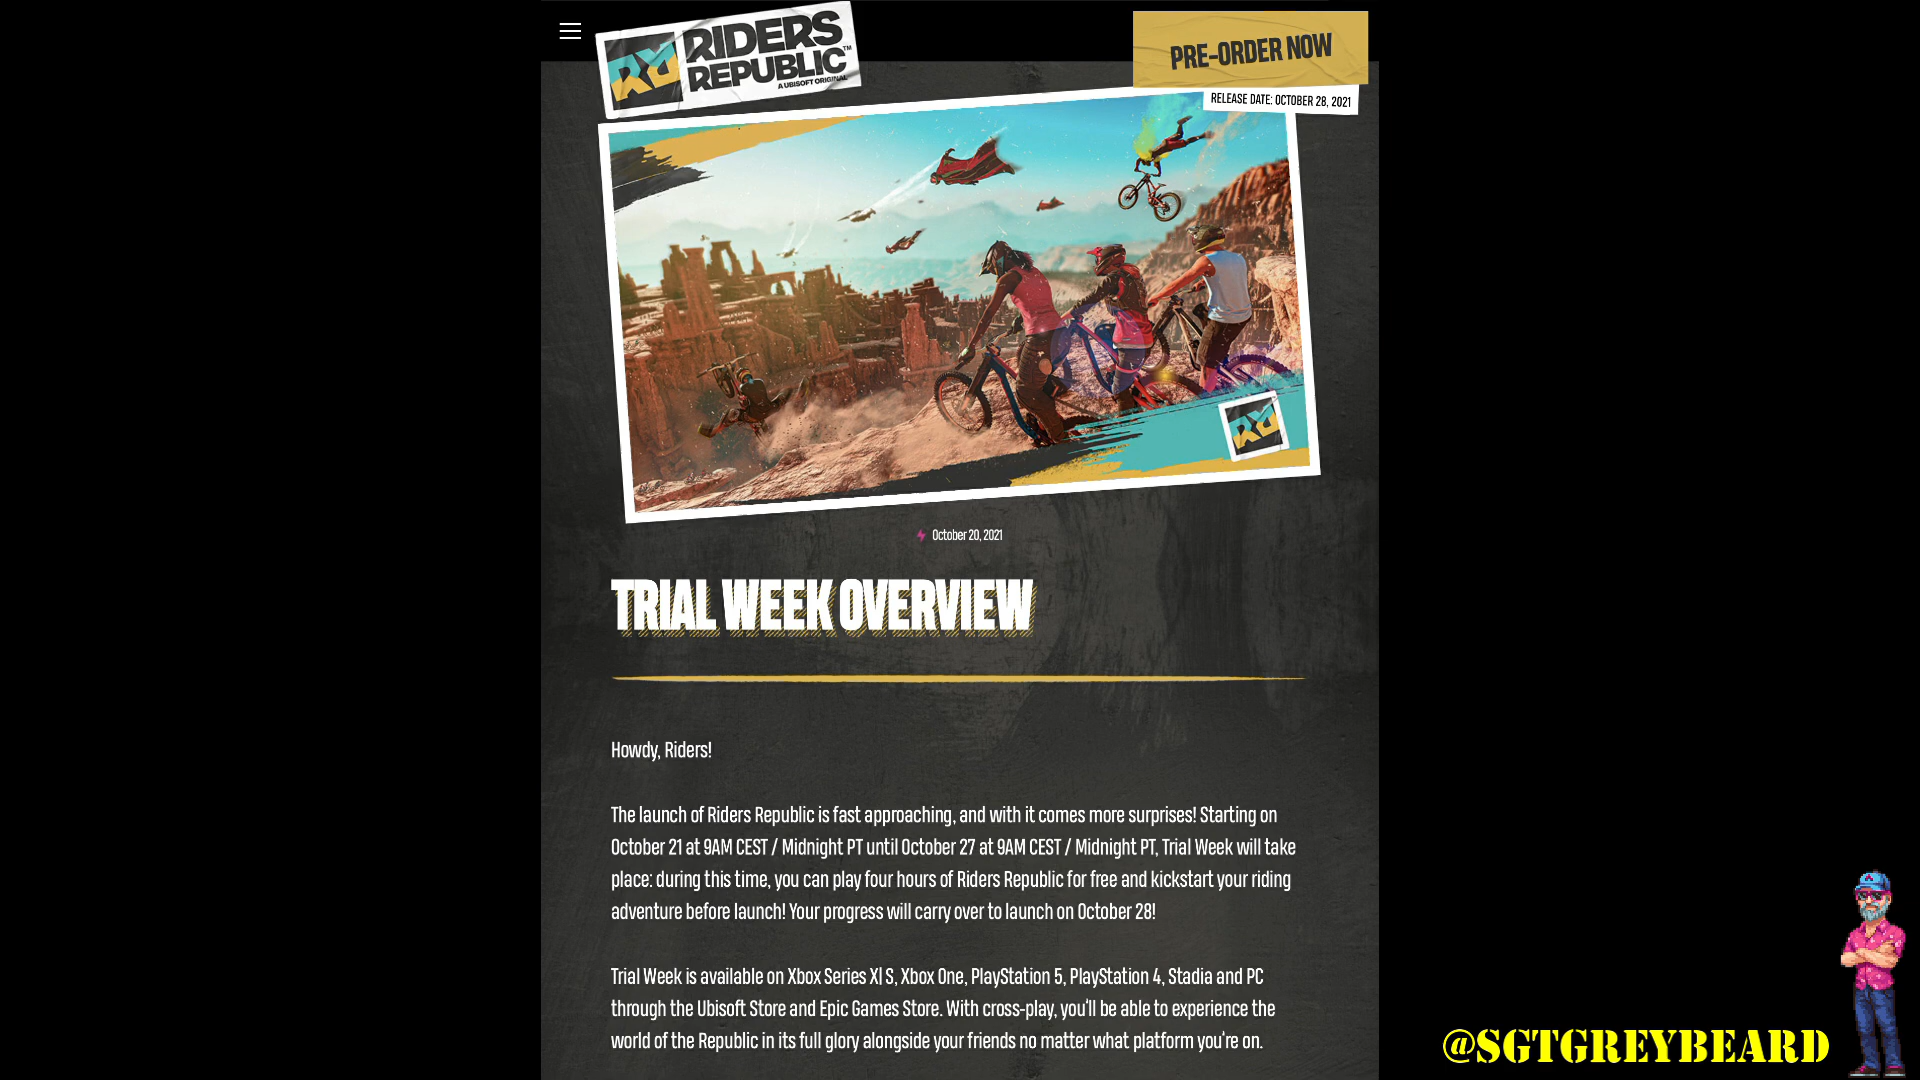 RIDERS
REPUBLIC™
A UBISOFT ORIGINAL
PRE-ORDER NOW
RELEASE DATE: OCTOBER 28, 2021
October 20, 2021
TRIAL WEEK OVERVIEW
Howdy, Riders!
The launch of Riders Republic is fast approaching, and with it comes more surprises! Starting on
October 21 at 9AM CEST / Midnight PT until October 27 at 9AM CEST / Midnight PT, Trial Week will take
place: during this time, you can play four hours of Riders Republic for free and kickstart your riding
adventure before launch! Your progress will carry over to launch on October 28!
Trial Week is available on Xbox Series X| S, Xbox One, PlayStation 5, PlayStation 4, Stadia and PC
through the Ubisoft Store and Epic Games Store. With cross-play, you'll be able to experience the
world of the Republic in its full glory alongside your friends no matter what platform you're on.
@SGTGREYBEARD